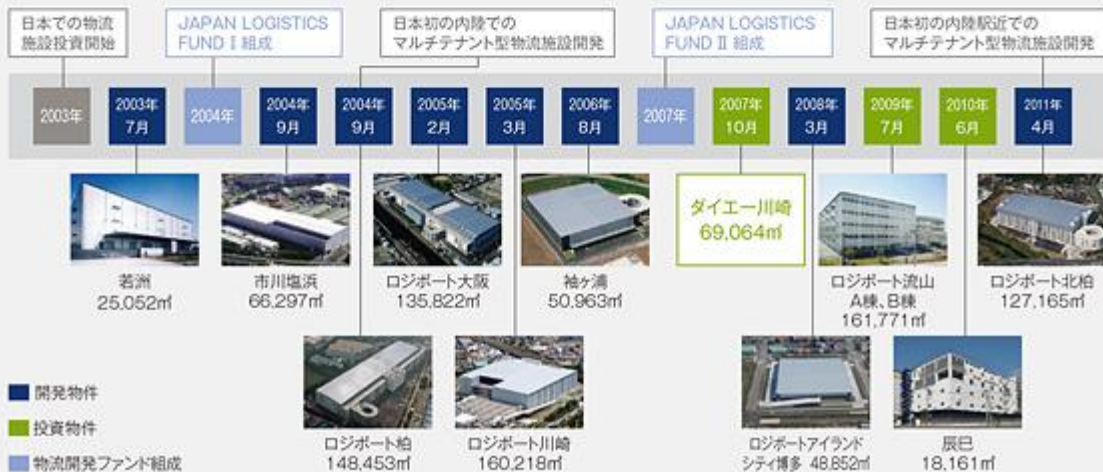 日本での物流
施設投資開始
JAPAN LOGISTICS
FUND Ⅰ 組成
日本初の内陸での
マルチテナント型物流施設開発
JAPAN LOGISTICS
FUND Ⅱ 組成
日本初の内陸駅近での
マルチテナント型物流施設開発
2003年
2003年
7月
2004年
2004年
9月
2004年
9月
2005年
2月
2005年
3月
2006年
8月
2007年
2007年
10月
2008年
3月
2009年
7月
2010年
6月
2011年
4月
若洲
25,052㎡
市川塩浜
66,297㎡
ロジポート大阪
135,822㎡
袖ヶ浦
50,963㎡
ダイエー川崎
69,064㎡
ロジポート流山
A棟、B棟
161,771㎡
ロジポート北柏
127,165㎡
ロジポート柏
148,453㎡
ロジポート川崎
160,218㎡
ロジポートアイランド
シティ博多 48,852㎡
辰巳
18,161㎡
開発物件
投資物件
物流開発ファンド組成